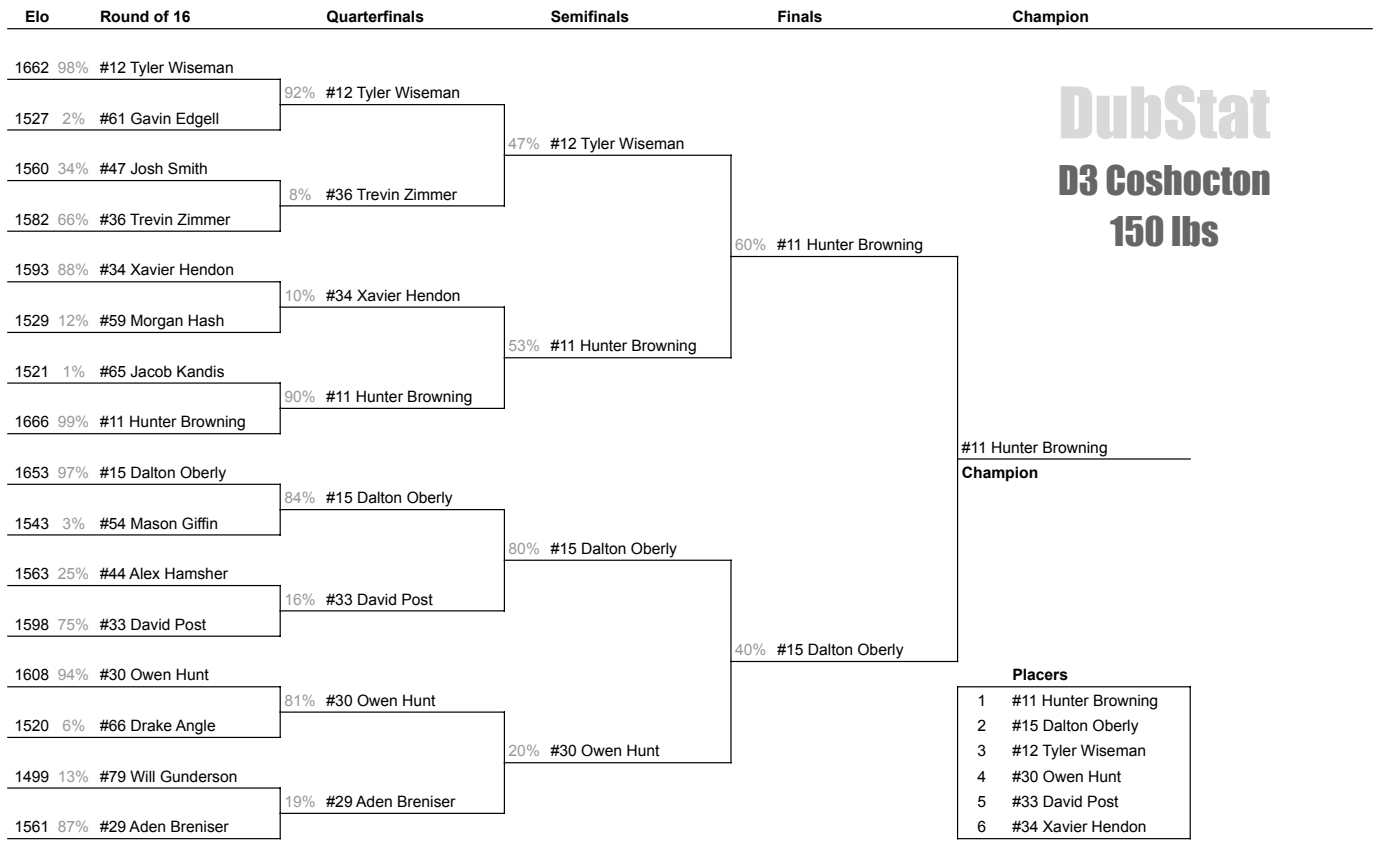 Elo Round of 16 Quarterfinals Semifinals Finals Champion
1662 98% #12 Tyler Wiseman
92% #12 Tyler Wiseman
1527 2% #61 Gavin Edgell
47% #12 Tyler Wiseman
1560 34% #47 Josh Smith
8% #36 Trevin Zimmer
1582 66% #36 Trevin Zimmer
60% #11 Hunter Browning
1593 88% #34 Xavier Hendon
10% #34 Xavier Hendon
1529 12% #59 Morgan Hash
53% #11 Hunter Browning
1521 1% #65 Jacob Kandis
90% #11 Hunter Browning
1666 99% #11 Hunter Browning
#11 Hunter Browning
Champion
1653 97% #15 Dalton Oberly
84% #15 Dalton Oberly
1543 3% #54 Mason Giffin
80% #15 Dalton Oberly
1563 25% #44 Alex Hamsher
16% #33 David Post
1598 75% #33 David Post
40% #15 Dalton Oberly
1608 94% #30 Owen Hunt
81% #30 Owen Hunt
1520 6% #66 Drake Angle
20% #30 Owen Hunt
1499 13% #79 Will Gunderson
19% #29 Aden Breniser
1561 87% #29 Aden Breniser
DubStat
D3 Coshocton
150 lbs
Placers
1 #11 Hunter Browning
2 #15 Dalton Oberly
3 #12 Tyler Wiseman
4 #30 Owen Hunt
5 #33 David Post
6 #34 Xavier Hendon